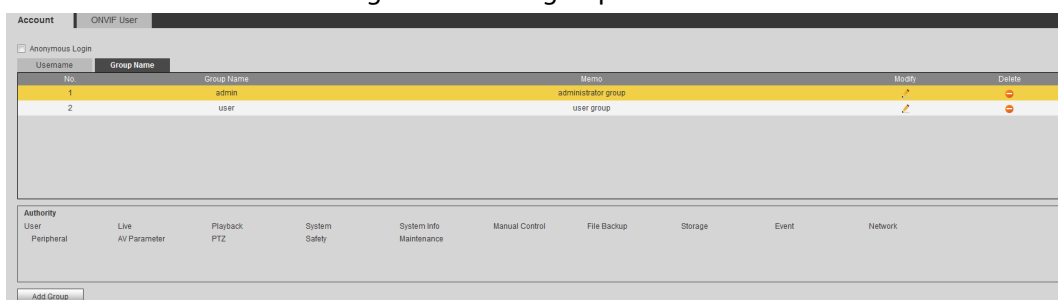 Account ONVIF User
Anonymous Login
Username Group Name
No. Group Name Memo Modify Delete
1 admin administrator group
2 user user group
Authority
User Live Playback System System Info Manual Control File Backup Storage Event Network
Peripheral AV Parameter PTZ Safety Maintenance
Add Group